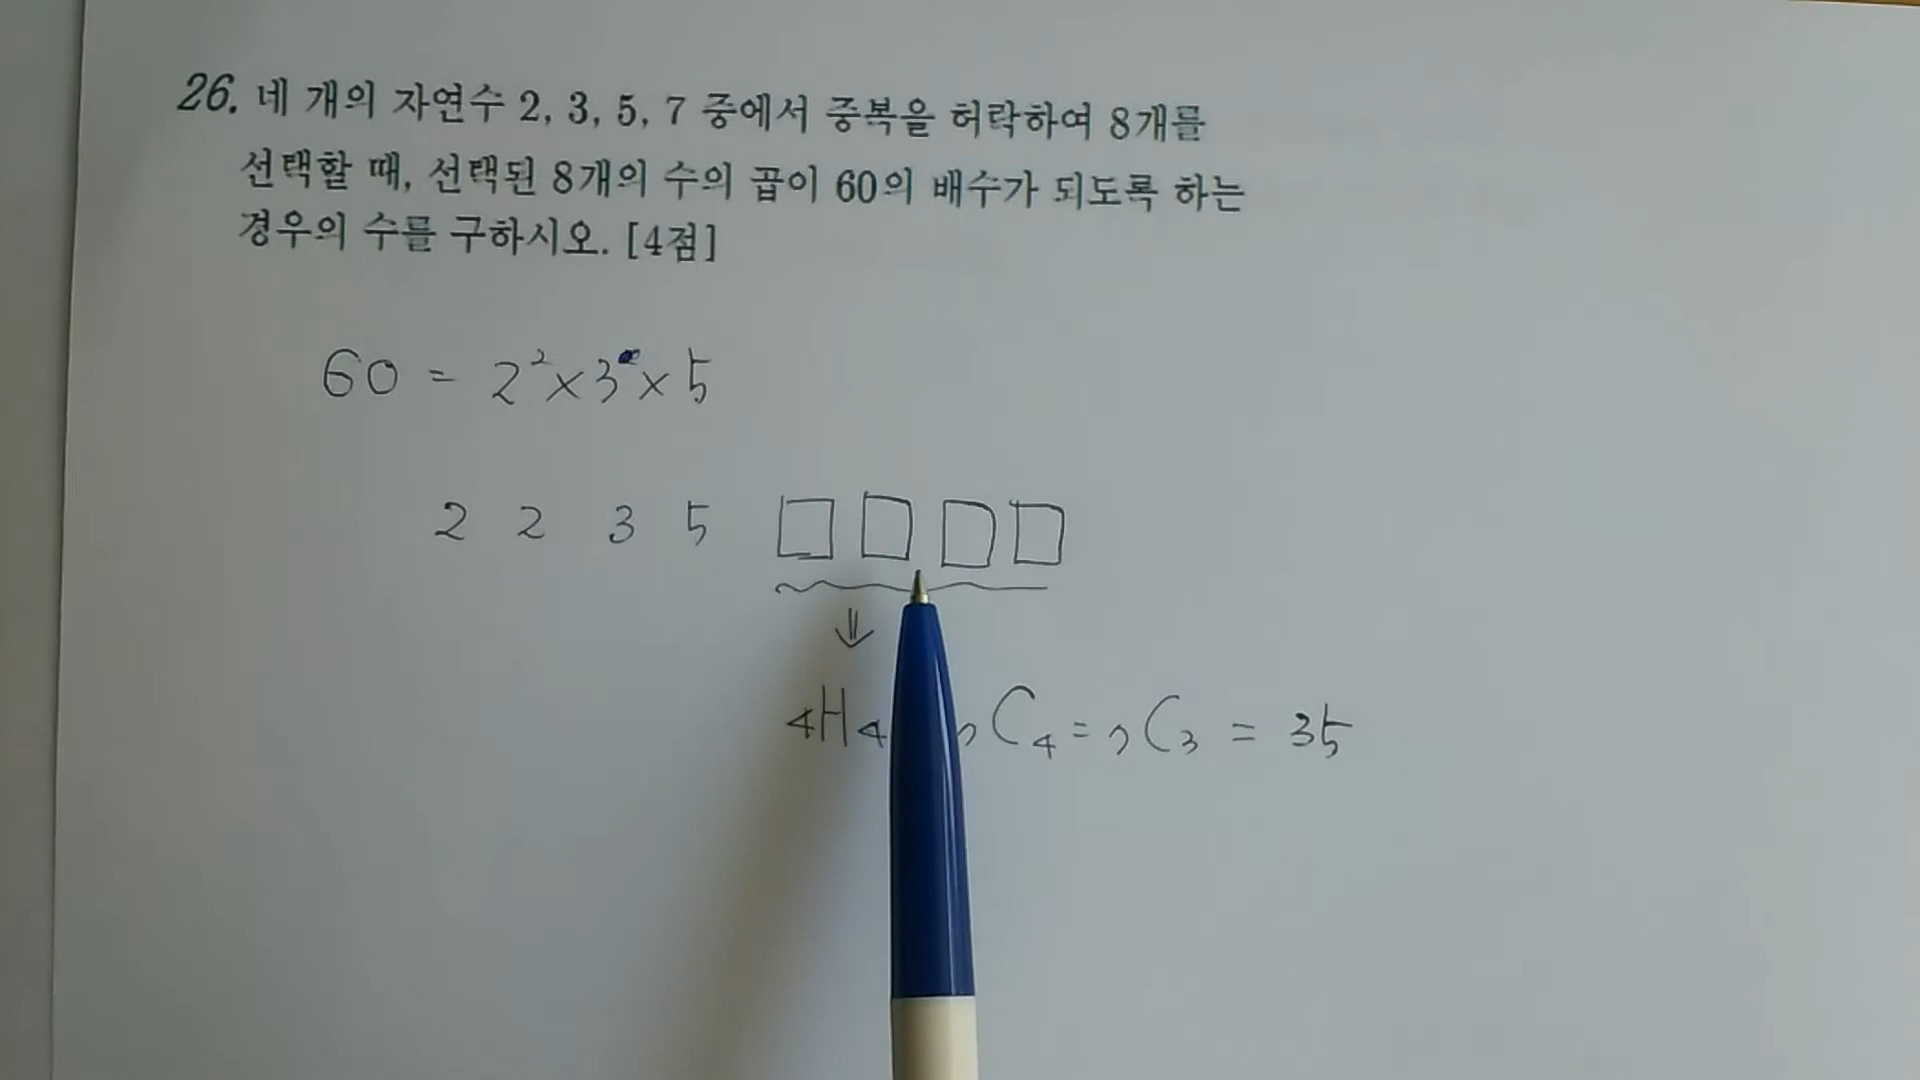 26. 네 개의 자연수 2, 3, 5, 7 중에서 중복을 허락하여 8개를
선택할 때, 선택된 8개의 수의 곱이 60의 배수가 되도록 하는
경우의 수를 구하시오. [4점]
60 = 2² × 3 × 5
2 2 3 5 □ □ □ □
⇓
₄H₄ ₇C₄ = ₇C₃ = 35